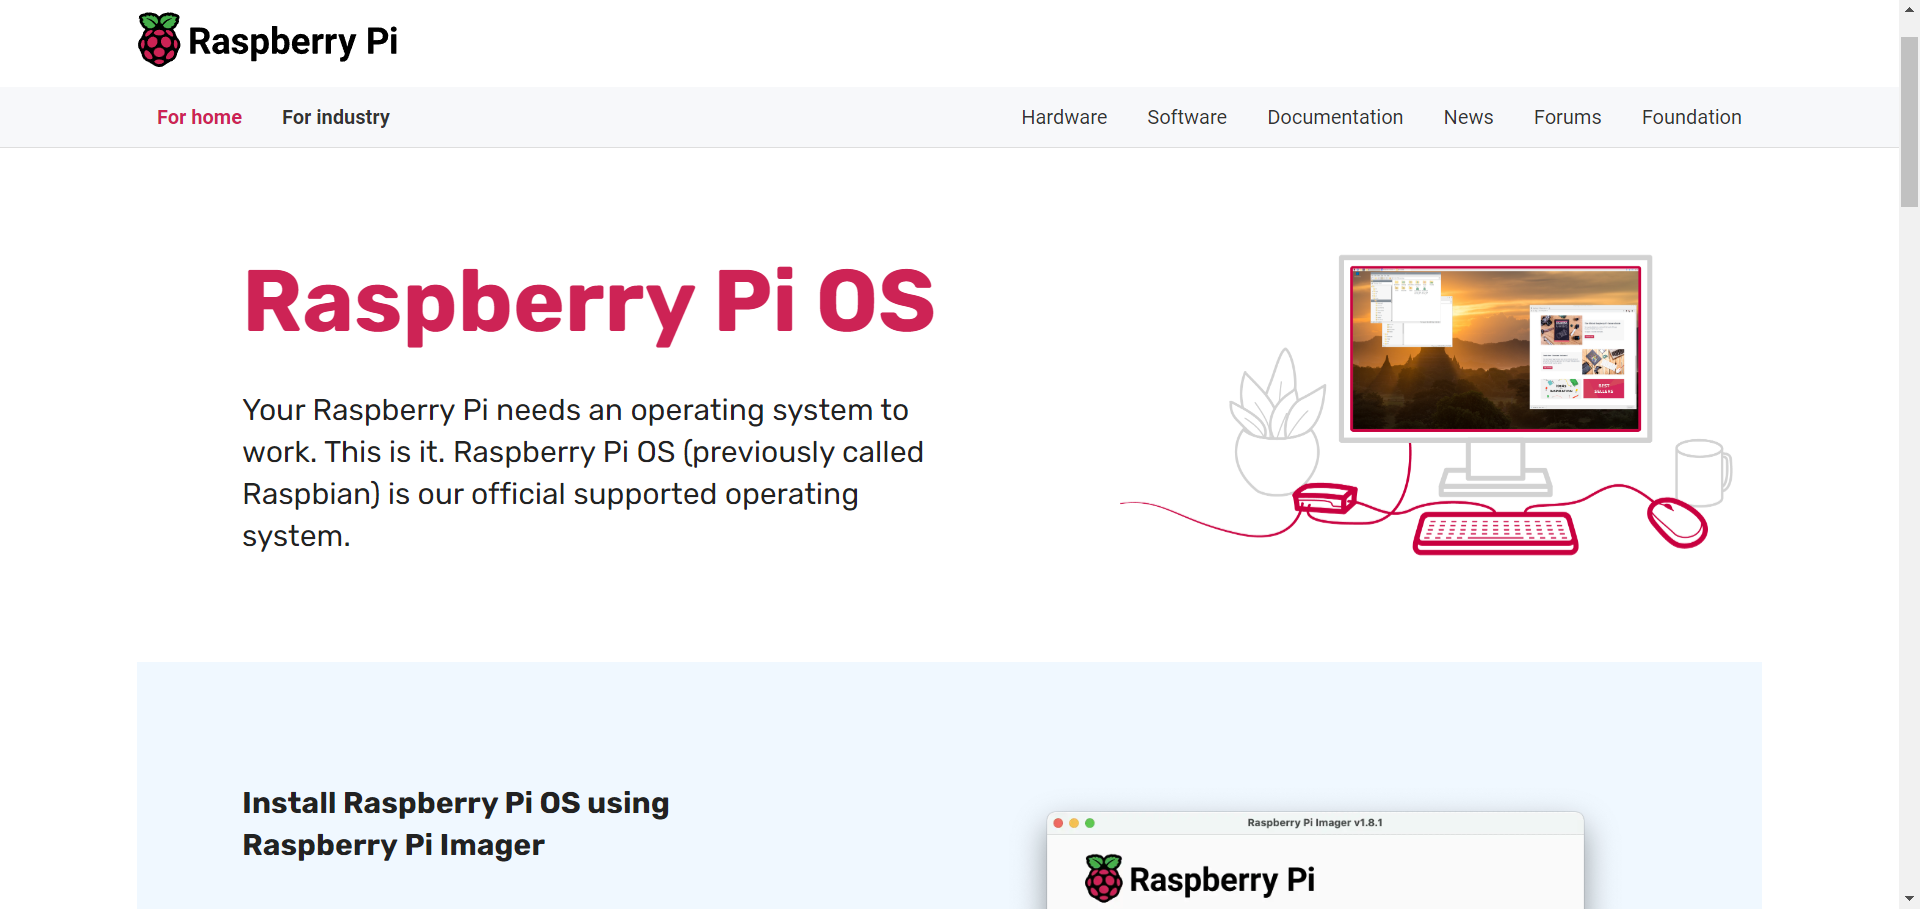 Raspberry Pi
For home
For industry
Hardware
Software
Documentation
News
Forums
Foundation
Raspberry Pi OS
Your Raspberry Pi needs an operating system to
work. This is it. Raspberry Pi OS (previously called
Raspbian) is our official supported operating
system.
BEST
SELLERS
Install Raspberry Pi OS using
Raspberry Pi Imager
Raspberry Pi Imager v1.8.1
Raspberry Pi